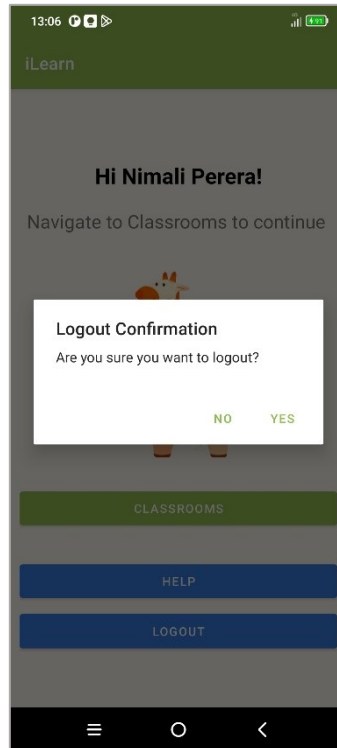 13:06
iLearn
Hi Nimali Perera!
Navigate to Classrooms to continue
Logout Confirmation
Are you sure you want to logout?
NO YES
CLASSROOMS
HELP
LOGOUT